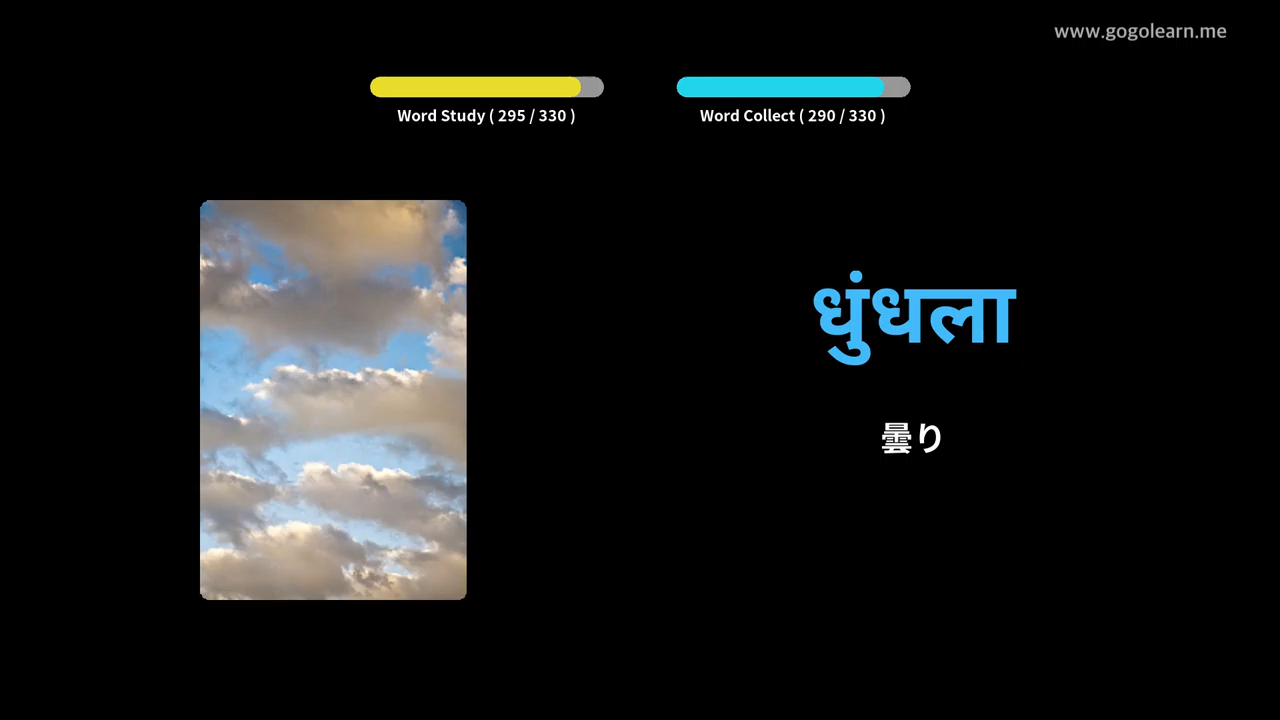 www.gogolearn.me
Word Study ( 295 / 330 )
Word Collect ( 290 / 330 )
धुंधला
曇り